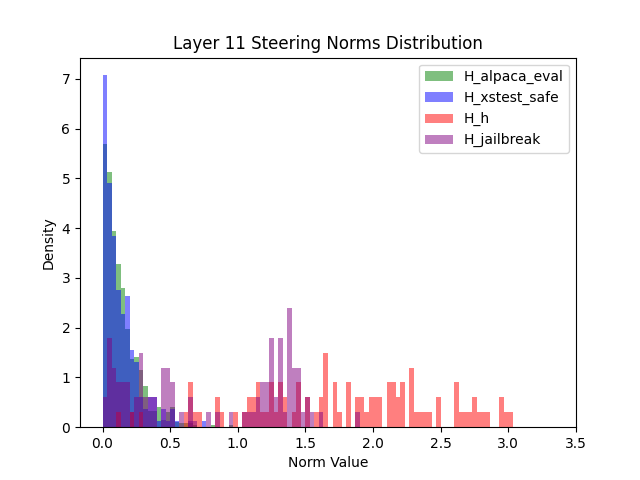 Layer 11 Steering Norms Distribution
H_alpaca_eval
H_xstest_safe
H_h
H_jailbreak
Density
7
6
5
4
3
2
1
0
0.0 0.5 1.0 1.5 2.0 2.5 3.0 3.5
Norm Value